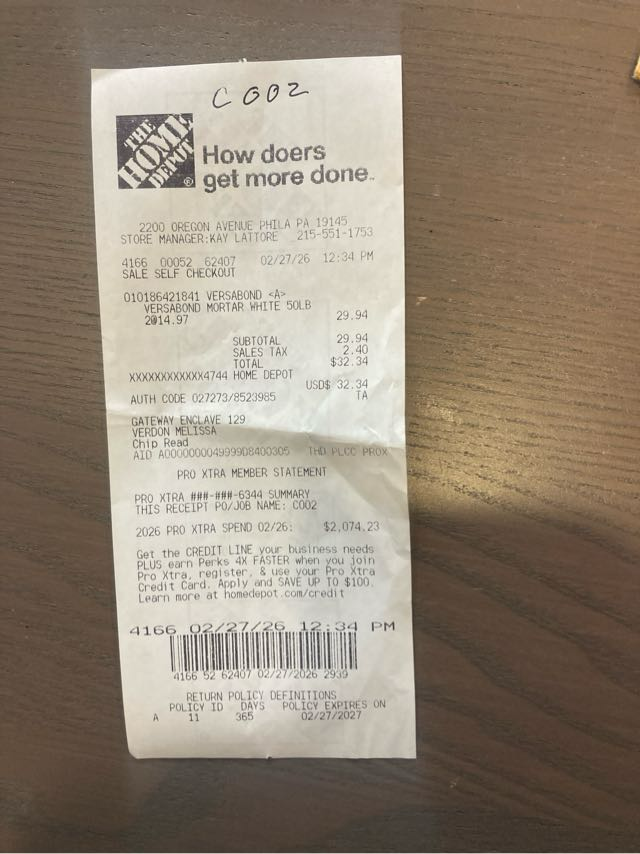 C002
THE
HOME
DEPOT
®
How doers
get more done™
2200 OREGON AVENUE PHILA PA 19145
STORE MANAGER:KAY LATTORE 215-551-1753
4166 00052 62407 02/27/26 12:34 PM
SALE SELF CHECKOUT
010186421841 VERSABOND <A>
VERSABOND MORTAR WHITE 50LB
2@14.97 29.94
SUBTOTAL 29.94
SALES TAX 2.40
TOTAL $32.34
XXXXXXXXXXXX4744 HOME DEPOT
USD$ 32.34
AUTH CODE 027273/8523985 TA
GATEWAY ENCLAVE 129
VERDON MELISSA
Chip Read
AID A0000000049999D8400305 THD PLCC PROX
PRO XTRA MEMBER STATEMENT
PRO XTRA ###-###-6344 SUMMARY
THIS RECEIPT PO/JOB NAME: C002
2026 PRO XTRA SPEND 02/26: $2,074.23
Get the CREDIT LINE your business needs
PLUS earn Perks 4X FASTER when you join
Pro Xtra, register, & use your Pro Xtra
Credit Card. Apply and SAVE UP TO $100.
Learn more at homedepot.com/credit
4166 02/27/26 12:34 PM
4166 52 62407 02/27/2026 2939
RETURN POLICY DEFINITIONS
POLICY ID DAYS POLICY EXPIRES ON
A 11 365 02/27/2027